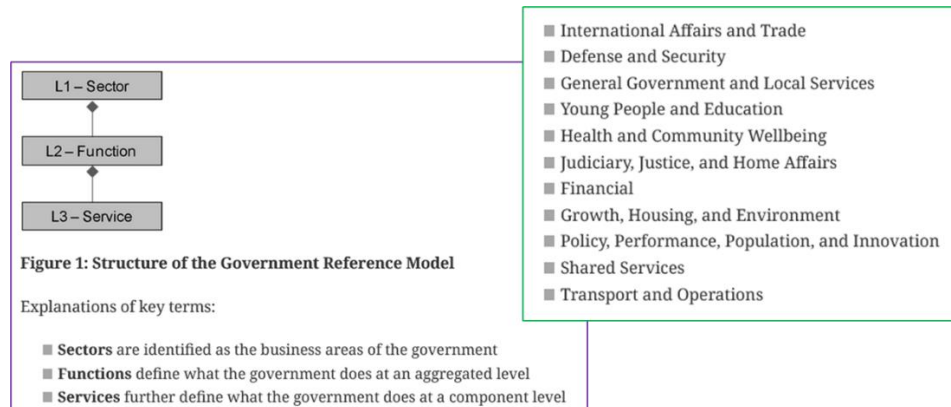 L1 – Sector
L2 – Function
L3 – Service
Figure 1: Structure of the Government Reference Model
Explanations of key terms:
Sectors are identified as the business areas of the government
Functions define what the government does at an aggregated level
Services further define what the government does at a component level
International Affairs and Trade
Defense and Security
General Government and Local Services
Young People and Education
Health and Community Wellbeing
Judiciary, Justice, and Home Affairs
Financial
Growth, Housing, and Environment
Policy, Performance, Population, and Innovation
Shared Services
Transport and Operations